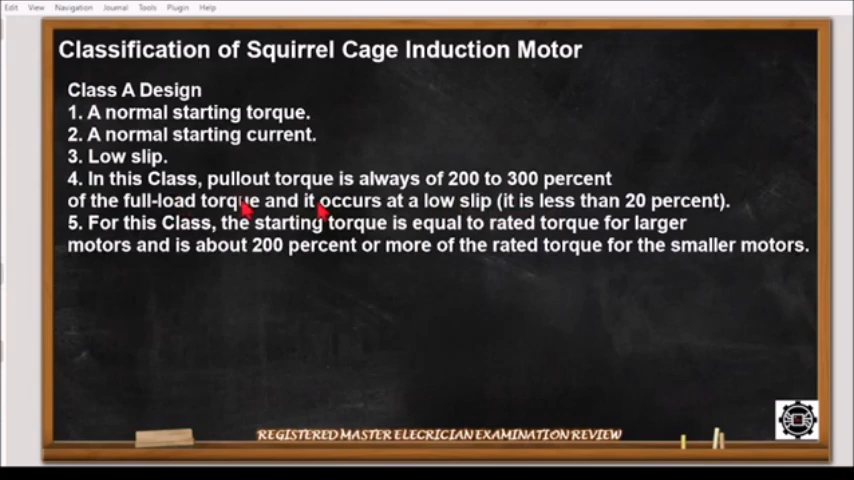 Edit View Navigation Journal Tools Plugin Help
Classification of Squirrel Cage Induction Motor
Class A Design
1. A normal starting torque.
2. A normal starting current.
3. Low slip.
4. In this Class, pullout torque is always of 200 to 300 percent
of the full-load torque and it occurs at a low slip (it is less than 20 percent).
5. For this Class, the starting torque is equal to rated torque for larger
motors and is about 200 percent or more of the rated torque for the smaller motors.
REGISTERED MASTER ELECRICIAN EXAMINATION REVIEW